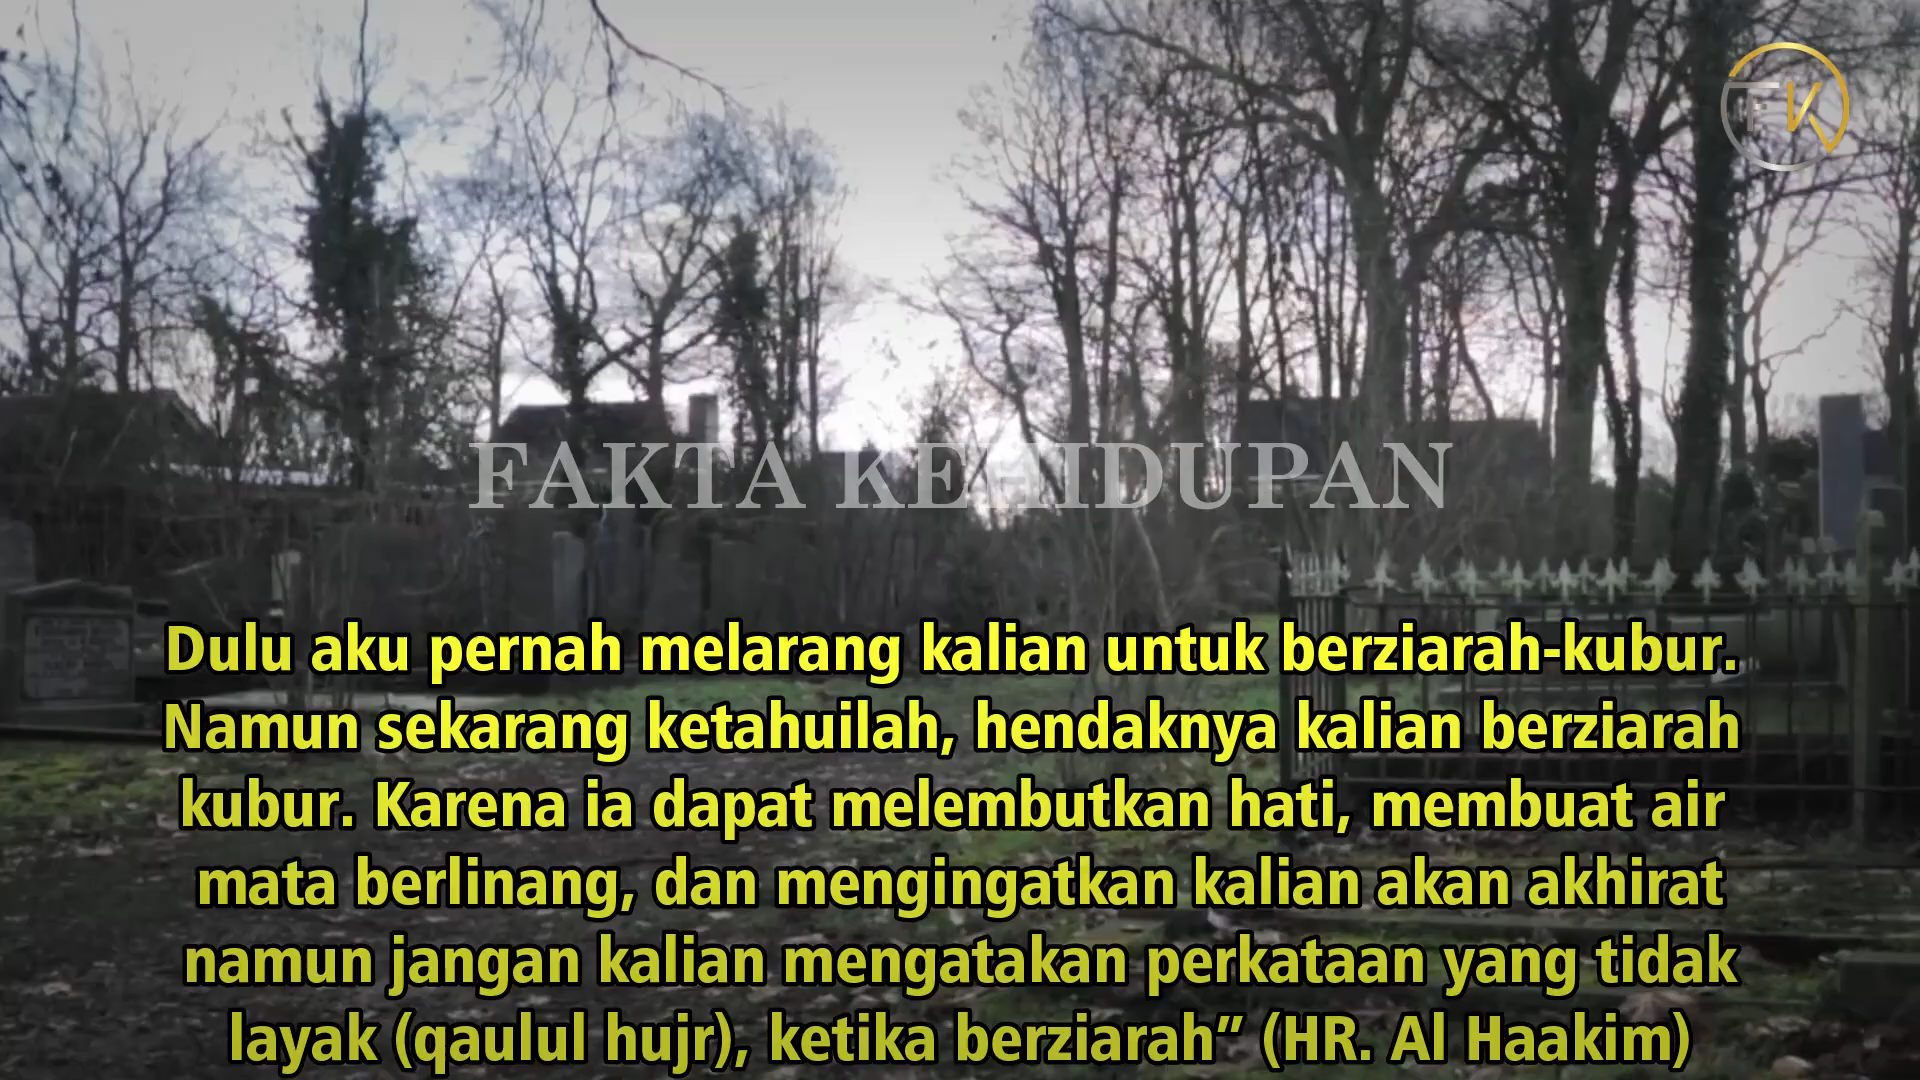 FK
FAKTA KEHIDUPAN
Dulu aku pernah melarang kalian untuk berziarah-kubur.
Namun sekarang ketahuilah, hendaknya kalian berziarah
kubur. Karena ia dapat melembutkan hati, membuat air
mata berlinang, dan mengingatkan kalian akan akhirat
namun jangan kalian mengatakan perkataan yang tidak
layak (qaulul hujr), ketika berziarah” (HR. Al Haakim)